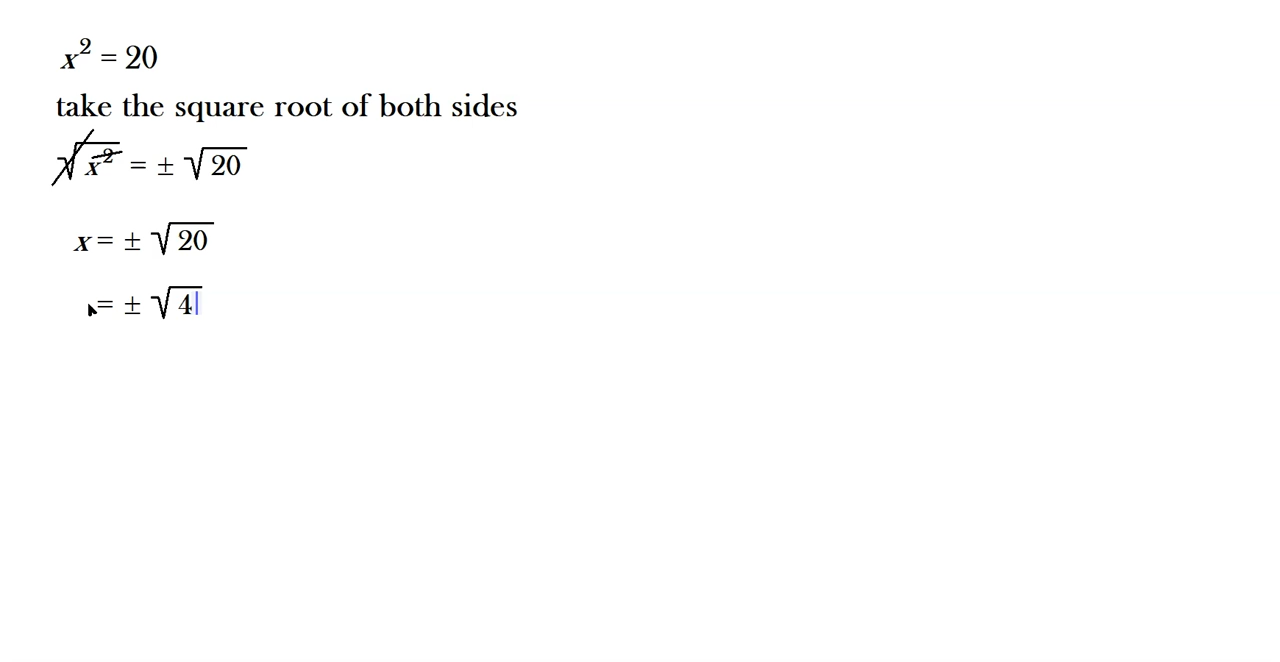 x² = 20
take the square root of both sides
√x² = ± √20
x = ± √20
= ± √4